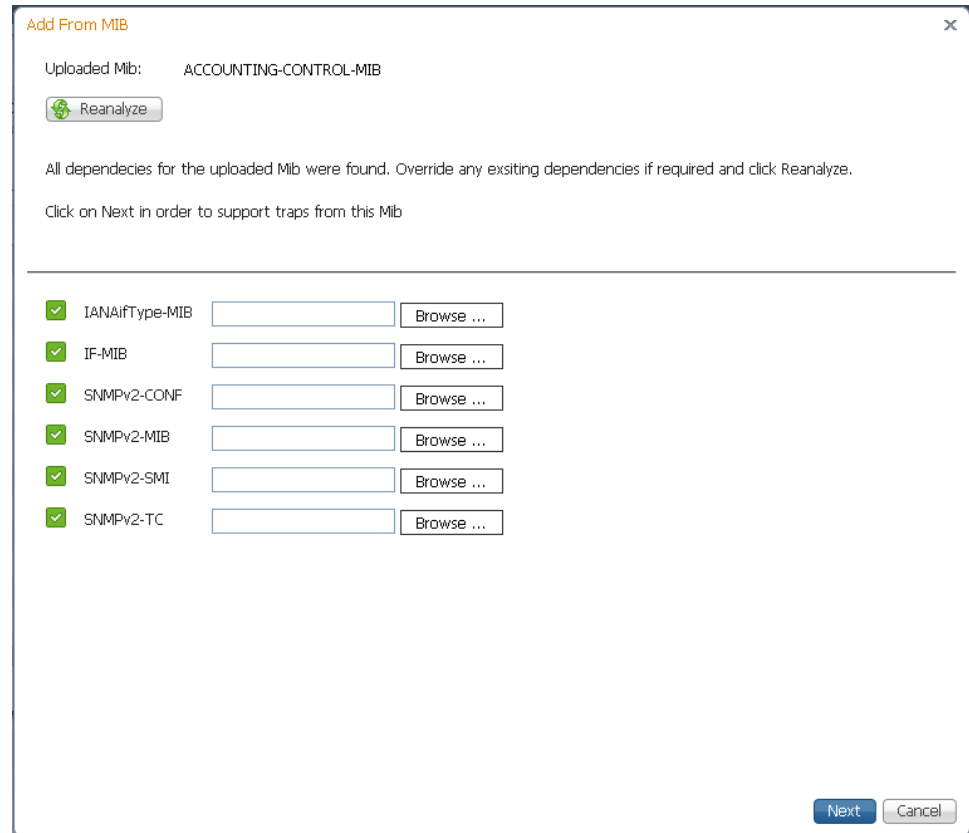 Add From MIB
Uploaded Mib: ACCOUNTING-CONTROL-MIB
Reanalyze
All dependecies for the uploaded Mib were found. Override any exsiting dependencies if required and click Reanalyze.
Click on Next in order to support traps from this Mib
IANAifType-MIB Browse ...
IF-MIB Browse ...
SNMPv2-CONF Browse ...
SNMPv2-MIB Browse ...
SNMPv2-SMI Browse ...
SNMPv2-TC Browse ...
Next Cancel